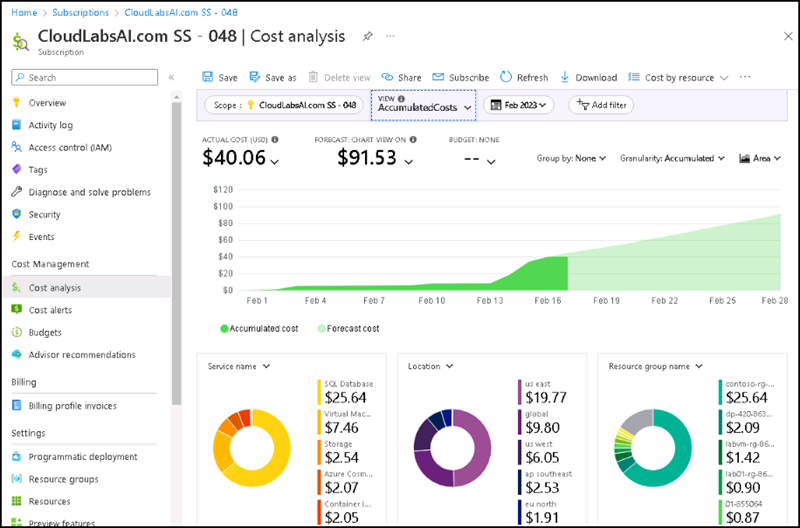 Home > Subscriptions > CloudLabsAI.com SS - 048
CloudLabsAI.com SS - 048 | Cost analysis
Subscription
Search
Overview
Activity log
Access control (IAM)
Tags
Diagnose and solve problems
Security
Events
Cost Management
Cost analysis
Cost alerts
Budgets
Advisor recommendations
Billing
Billing profile invoices
Settings
Programmatic deployment
Resource groups
Resources
Preview features
Save Save as Delete view Share Subscribe Refresh Download Cost by resource
Scope : CloudLabsAI.com SS - 048
VIEW
AccumulatedCosts
Feb 2023
Add filter
ACTUAL COST (USD)
$40.06
FORECAST: CHART VIEW ON
$91.53
BUDGET: NONE
--
Group by: None
Granularity: Accumulated
Area
$120
$100
$80
$60
$40
$20
$0
Feb 1 Feb 4 Feb 7 Feb 10 Feb 13 Feb 16 Feb 19 Feb 22 Feb 25 Feb 28
Accumulated cost Forecast cost
Service name
SQL Database
$25.64
Virtual Mac...
$7.46
Storage
$2.54
Azure Cosm...
$2.07
Container I...
$2.05
Location
us east
$19.77
global
$9.80
us west
$6.05
ap southeast
$2.53
eu north
$1.91
Resource group name
contoso-rg-...
$25.64
dp-420-863...
$2.09
labvm-rg-86...
$1.42
lab01-rg-86...
$0.90
01-855064
$0.87